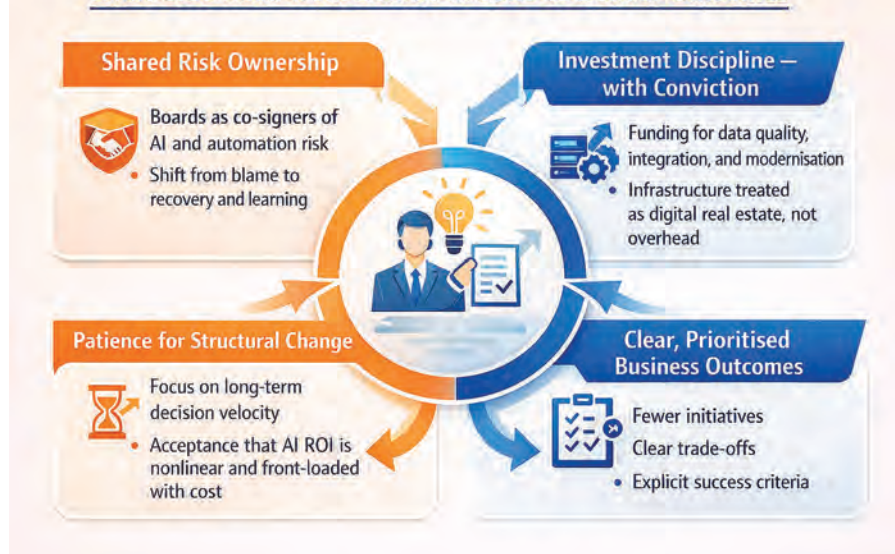 Shared Risk Ownership
Boards as co-signers of
AI and automation risk
• Shift from blame to
recovery and learning
Investment Discipline —
with Conviction
Funding for data quality,
integration, and modernisation
• Infrastructure treated
as digital real estate, not
overhead
Patience for Structural Change
Focus on long-term
decision velocity
• Acceptance that AI ROI is
nonlinear and front-loaded
with cost
Clear, Prioritised
Business Outcomes
Fewer initiatives
Clear trade-offs
• Explicit success criteria